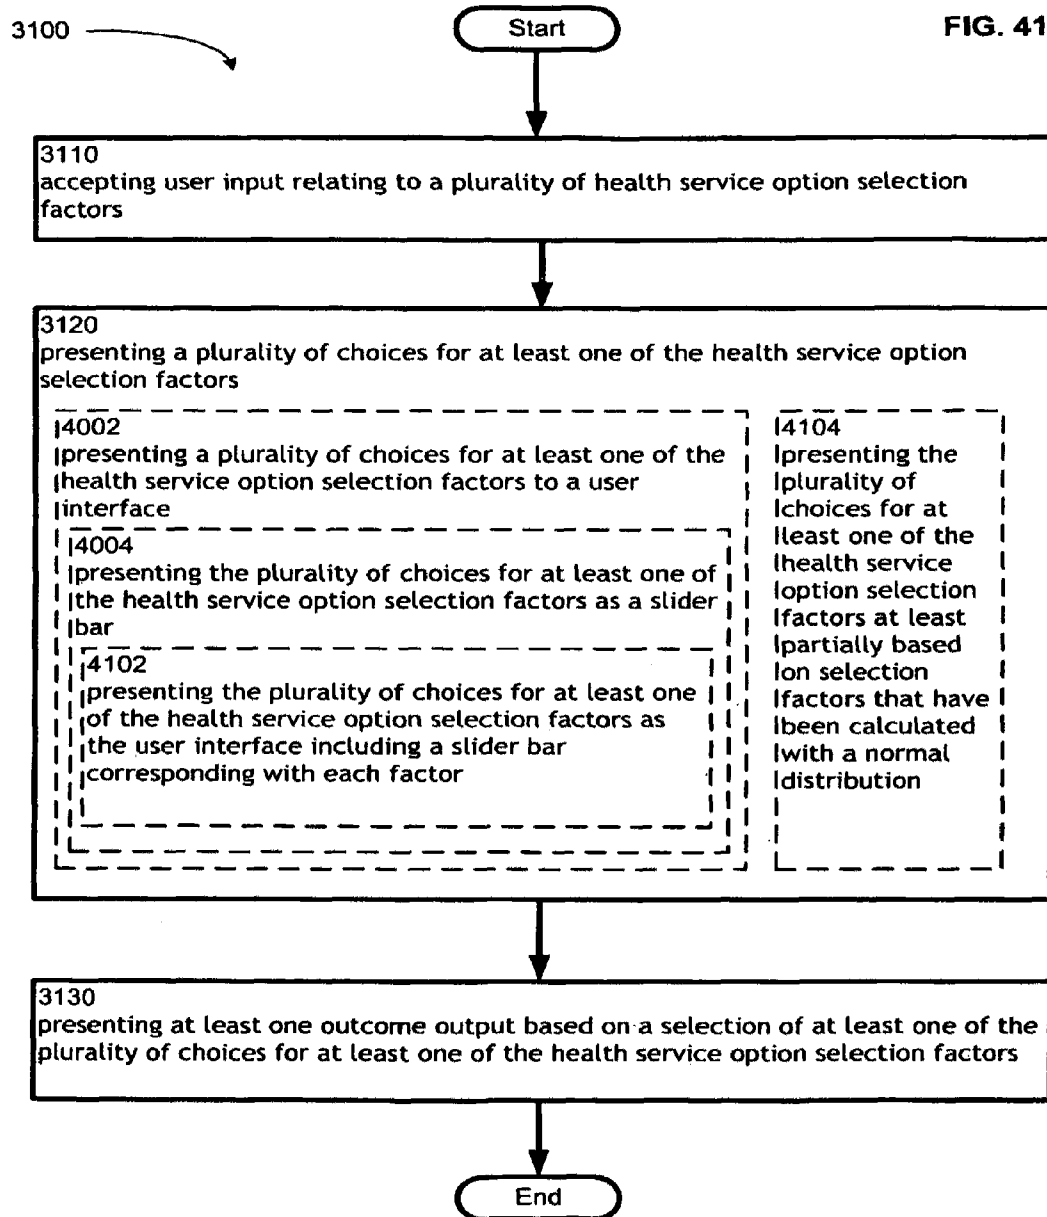 3100
Start
FIG. 41
3110
accepting user input relating to a plurality of health service option selection
factors
3120
presenting a plurality of choices for at least one of the health service option
selection factors
4002
presenting a plurality of choices for at least one of the
health service option selection factors to a user
interface
4004
presenting the plurality of choices for at least one of
the health service option selection factors as a slider
bar
4102
presenting the plurality of choices for at least one
of the health service option selection factors as
the user interface including a slider bar
corresponding with each factor
4104
presenting the
plurality of
choices for at
least one of the
health service
option selection
factors at least
partially based
on selection
factors that have
been calculated
with a normal
distribution
3130
presenting at least one outcome output based on a selection of at least one of the
plurality of choices for at least one of the health service option selection factors
End